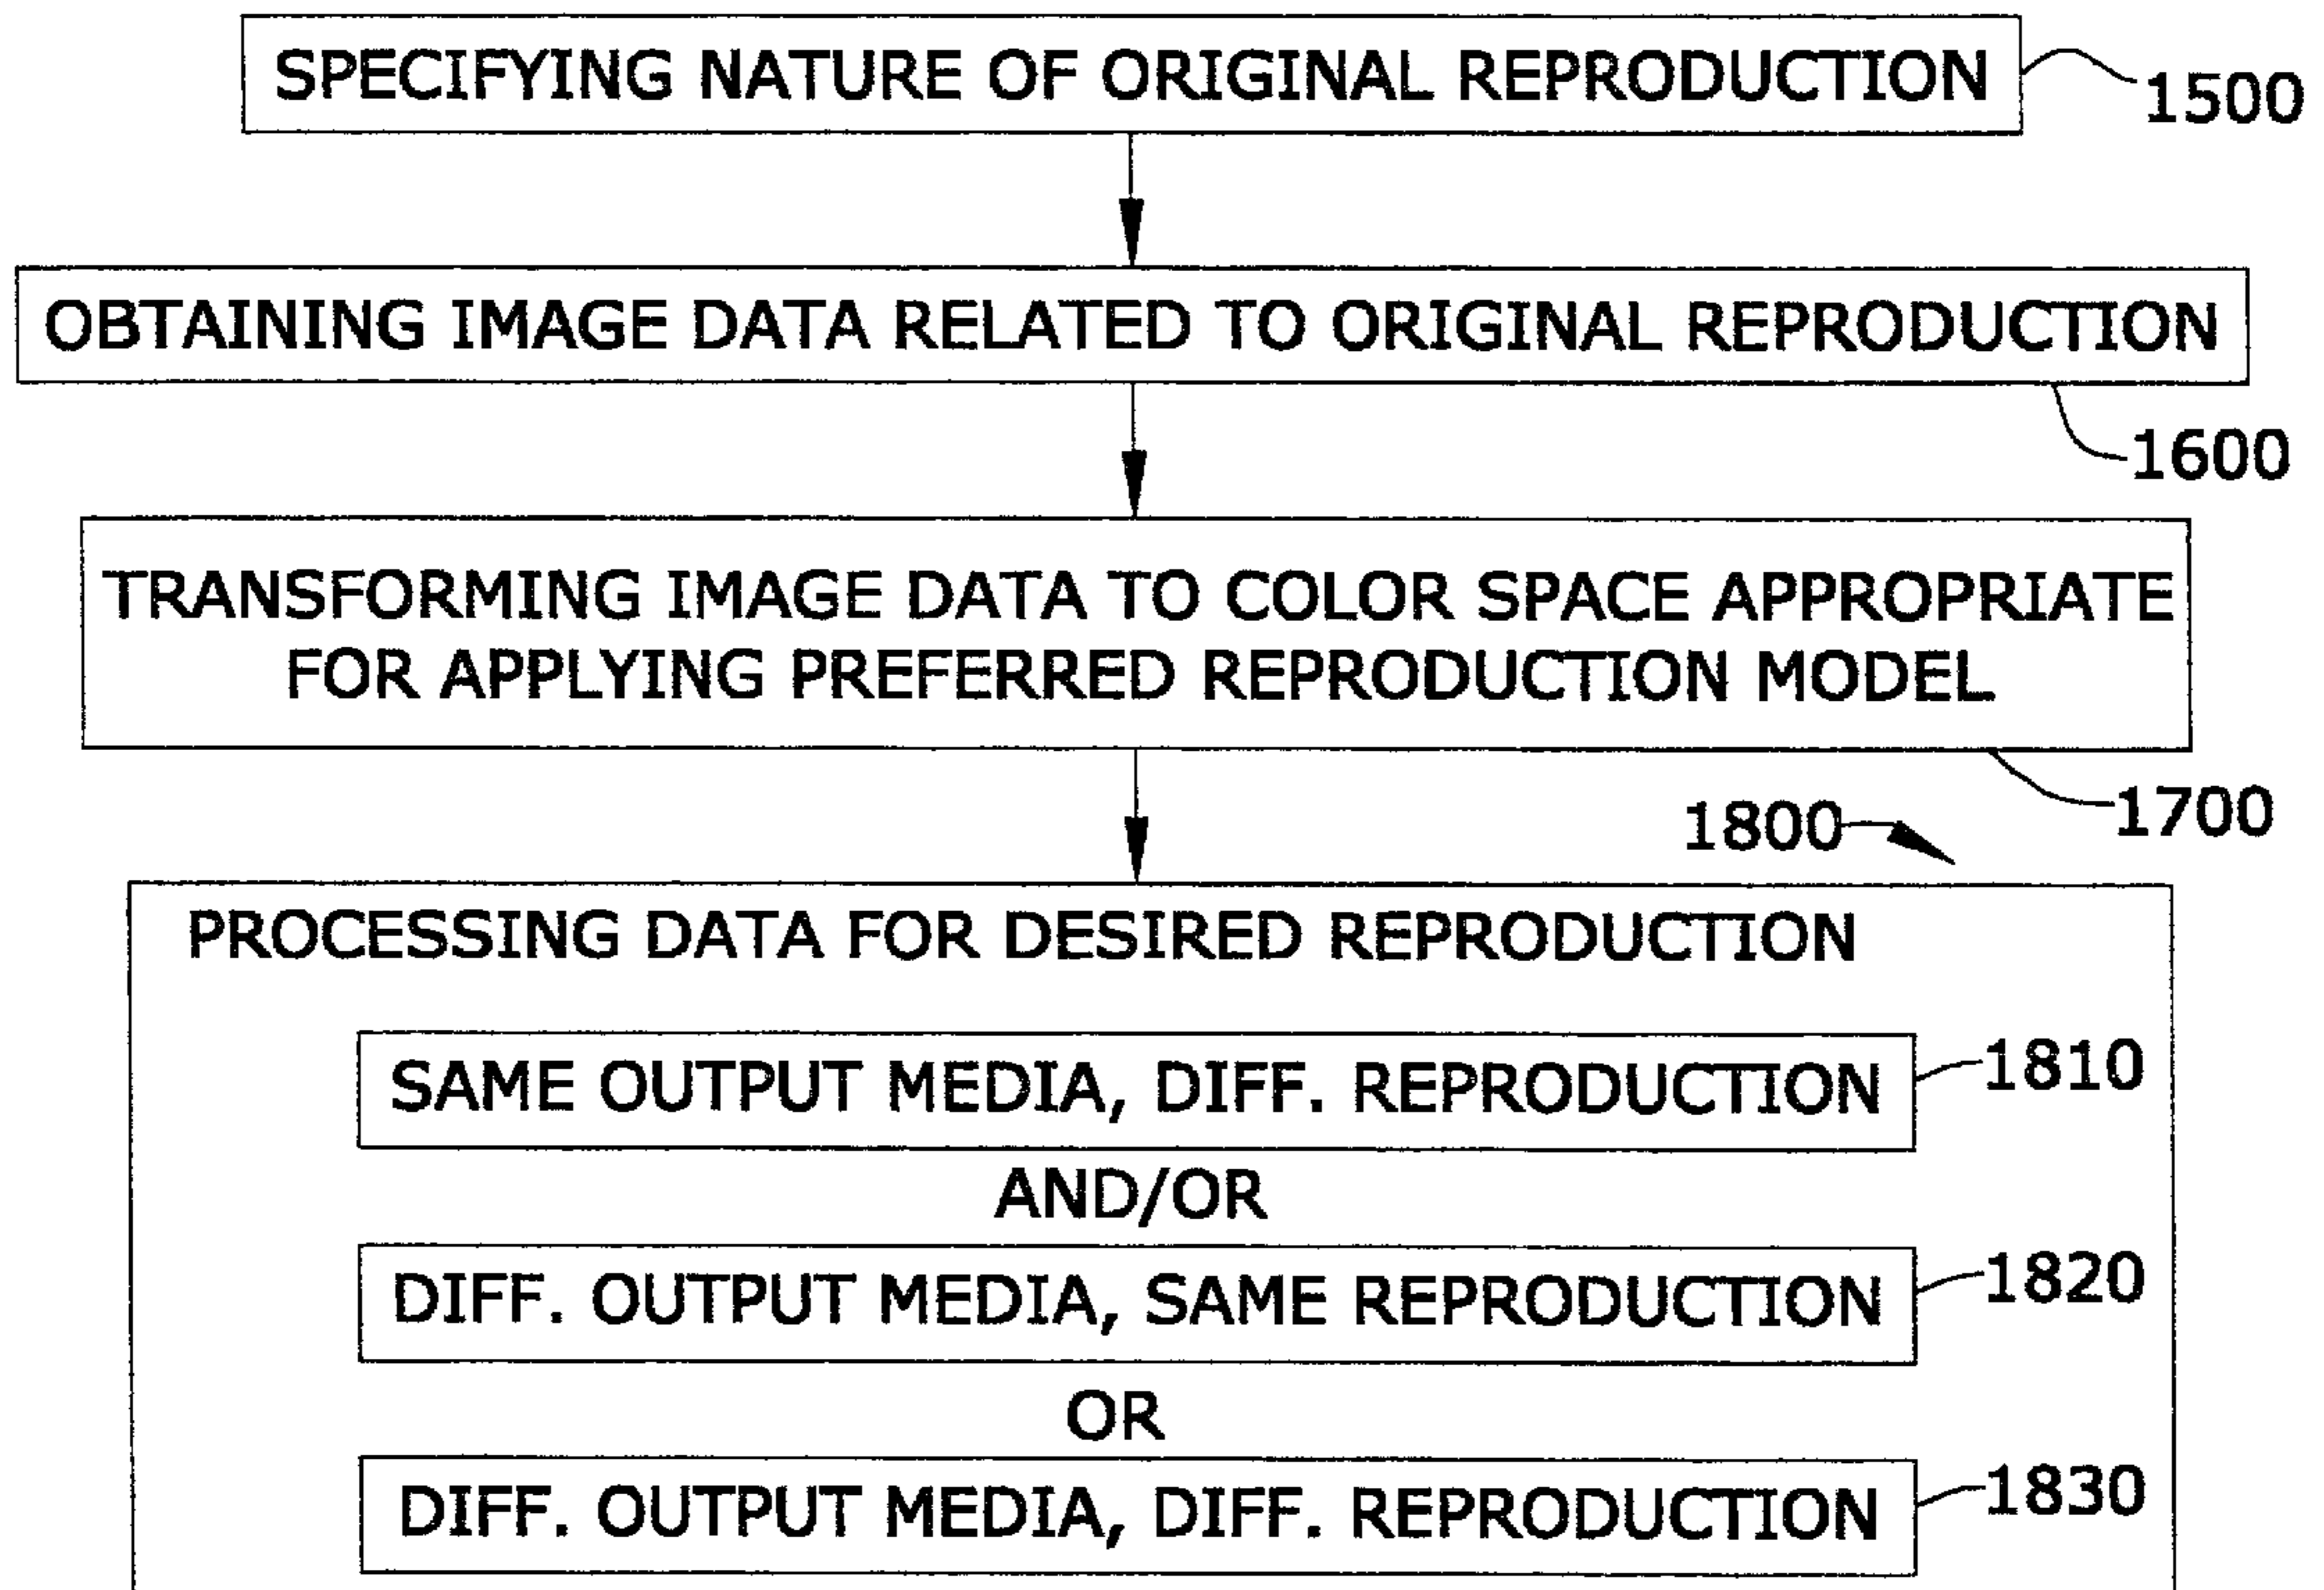 SPECIFYING NATURE OF ORIGINAL REPRODUCTION
1500
OBTAINING IMAGE DATA RELATED TO ORIGINAL REPRODUCTION
1600
TRANSFORMING IMAGE DATA TO COLOR SPACE APPROPRIATE
FOR APPLYING PREFERRED REPRODUCTION MODEL
1700
1800
PROCESSING DATA FOR DESIRED REPRODUCTION
SAME OUTPUT MEDIA, DIFF. REPRODUCTION
1810
AND/OR
DIFF. OUTPUT MEDIA, SAME REPRODUCTION
1820
OR
DIFF. OUTPUT MEDIA, DIFF. REPRODUCTION
1830